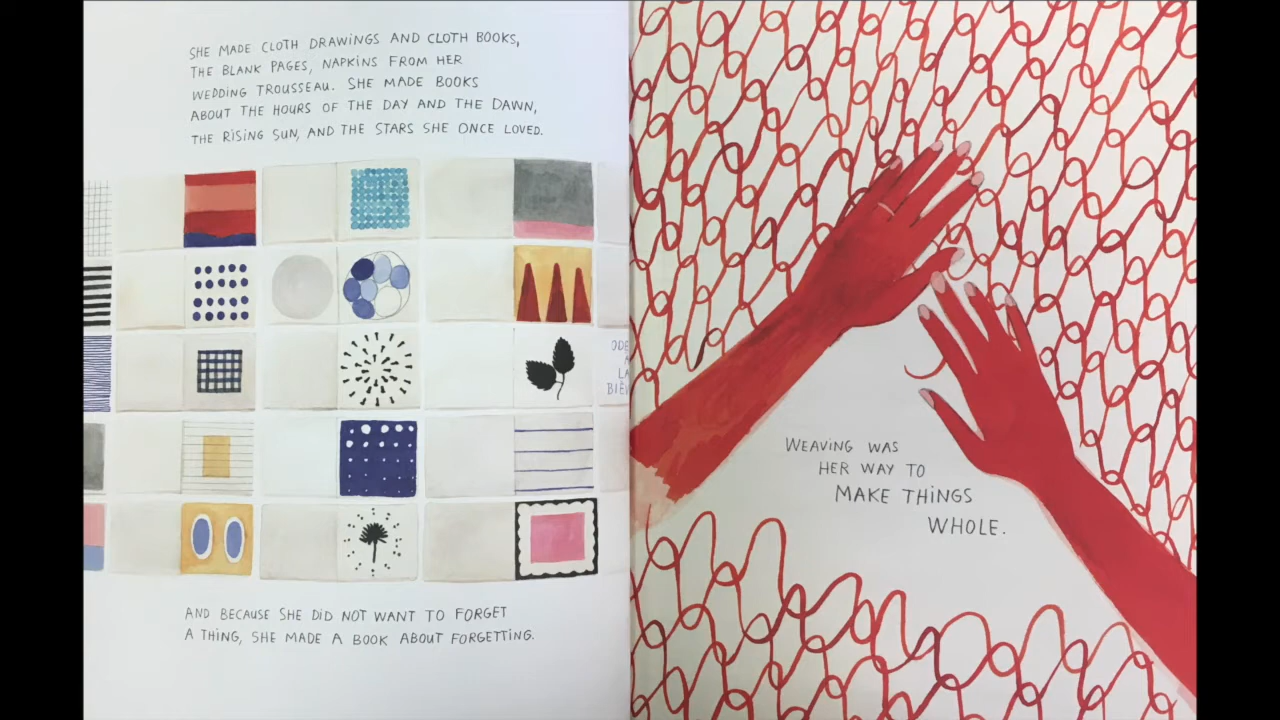 SHE MADE CLOTH DRAWINGS AND CLOTH BOOKS,
THE BLANK PAGES, NAPKINS FROM HER
WEDDING TROUSSEAU. SHE MADE BOOKS
ABOUT THE HOURS OF THE DAY AND THE DAWN,
THE RISING SUN, AND THE STARS SHE ONCE LOVED.
ODE
A
LA
BIÈ
AND BECAUSE SHE DID NOT WANT TO FORGET
A THING, SHE MADE A BOOK ABOUT FORGETTING.
WEAVING WAS
HER WAY TO
MAKE THINGS
WHOLE.